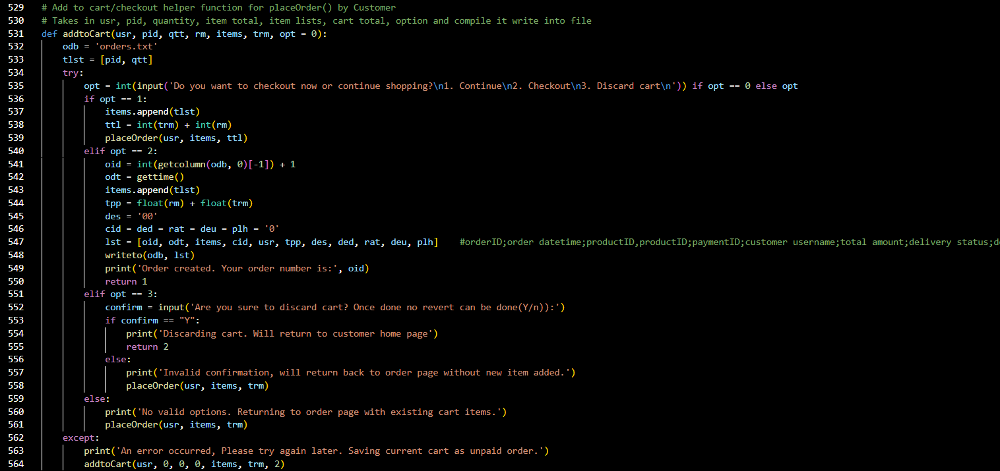 529 # Add to cart/checkout helper function for placeOrder() by Customer
530 # Takes in usr, pid, quantity, item total, item lists, cart total, option and compile it write into file
531 def addtoCart(usr, pid, qtt, rm, items, trm, opt = 0):
532     odb = 'orders.txt'
533     tlst = [pid, qtt]
534     try:
535         opt = int(input('Do you want to checkout now or continue shopping?\n1. Continue\n2. Checkout\n3. Discard cart\n')) if opt == 0 else opt
536         if opt == 1:
537             items.append(tlst)
538             ttl = int(trm) + int(rm)
539             placeOrder(usr, items, ttl)
540         elif opt == 2:
541             oid = int(getcolumn(odb, 0)[-1]) + 1
542             odt = gettime()
543             items.append(tlst)
544             tpp = float(rm) + float(trm)
545             des = '00'
546             cid = ded = rat = deu = plh = '0'
547             lst = [oid, odt, items, cid, usr, tpp, des, ded, rat, deu, plh]    #orderID;order datetime;productID,productID;paymentID;customer username;total amount;delivery status;
548             writeto(odb, lst)
549             print('Order created. Your order number is:', oid)
550             return 1
551         elif opt == 3:
552             confirm = input('Are you sure to discard cart? Once done no revert can be done(Y/n)):')
553             if confirm == "Y":
554                 print('Discarding cart. Will return to customer home page')
555                 return 2
556             else:
557                 print('Invalid confirmation, will return back to order page without new item added.')
558                 placeOrder(usr, items, trm)
559         else:
560             print('No valid options. Returning to order page with existing cart items.')
561             placeOrder(usr, items, trm)
562     except:
563         print('An error occurred, Please try again later. Saving current cart as unpaid order.')
564         addtoCart(usr, 0, 0, 0, items, trm, 2)